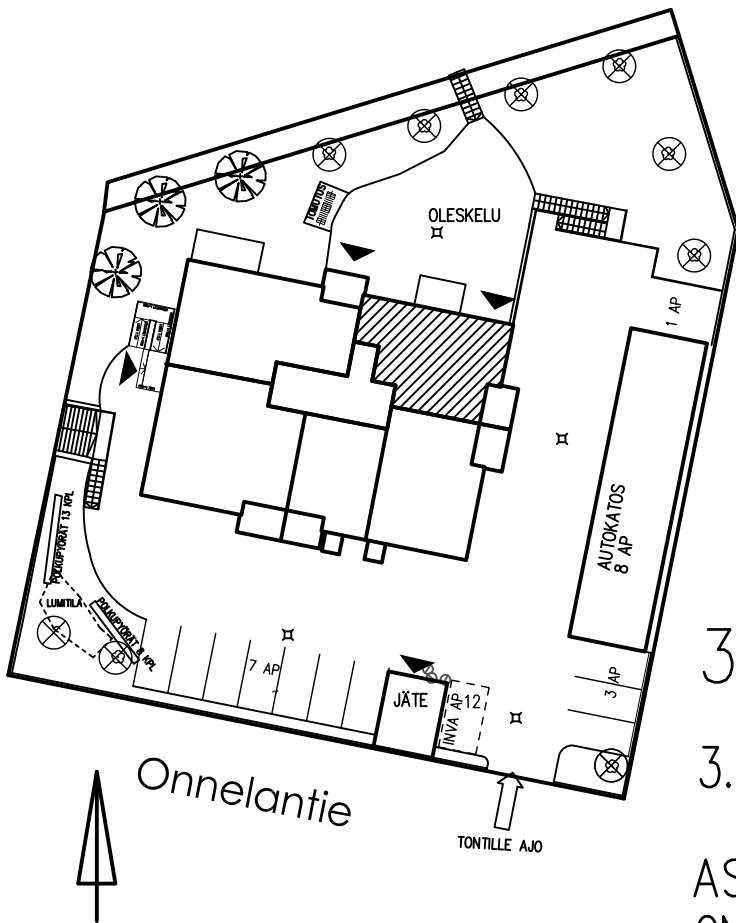 TOMUTUS
OLESKELU
1 AP
AUTOKATOS
8 AP
POLKUPYÖRÄT 13 KPL
LUMITILA
POLKUPYÖRÄT 8 KPL
7 AP
JÄTE
INVA AP 12
3 AP
3
3.
Onnelantie
TONTILLE AJO
AS